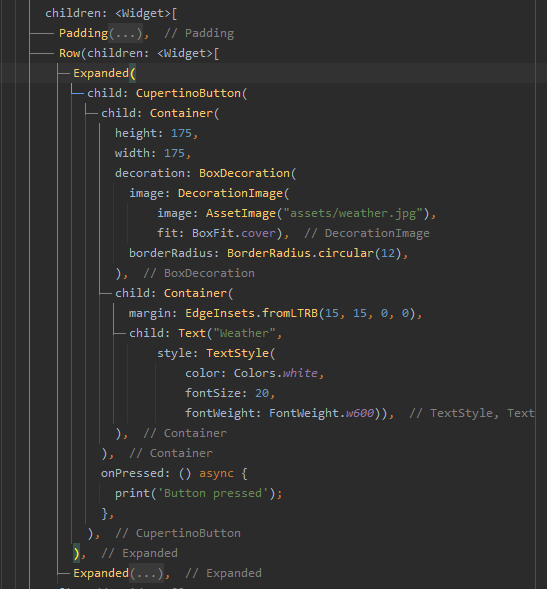 children: <Widget>[
Padding(...),  // Padding
Row(children: <Widget>[
Expanded(
child: CupertinoButton(
child: Container(
height: 175,
width: 175,
decoration: BoxDecoration(
image: DecorationImage(
image: AssetImage("assets/weather.jpg"),
fit: BoxFit.cover),  // DecorationImage
borderRadius: BorderRadius.circular(12),
),  // BoxDecoration
child: Container(
margin: EdgeInsets.fromLTRB(15, 15, 0, 0),
child: Text("Weather",
style: TextStyle(
color: Colors.white,
fontSize: 20,
fontWeight: FontWeight.w600)),  // TextStyle, Text
),  // Container
),  // Container
onPressed: () async {
print('Button pressed');
},
),  // CupertinoButton
),  // Expanded
Expanded(...),  // Expanded